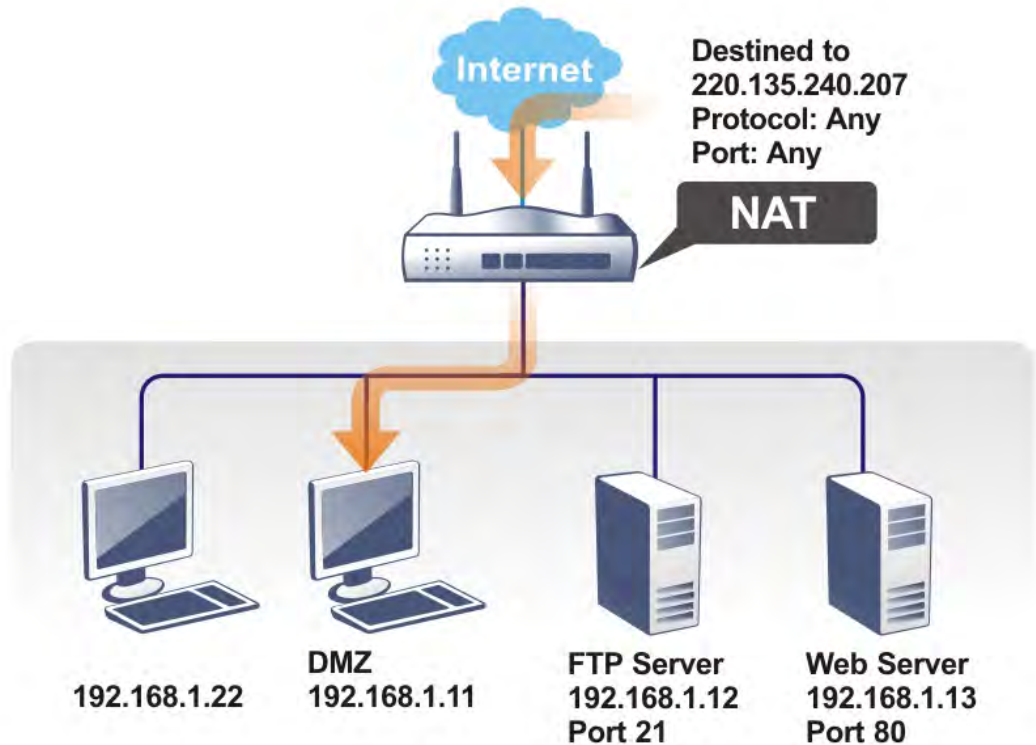 Internet
Destined to
220.135.240.207
Protocol: Any
Port: Any
NAT
192.168.1.22
DMZ
192.168.1.11
FTP Server
192.168.1.12
Port 21
Web Server
192.168.1.13
Port 80